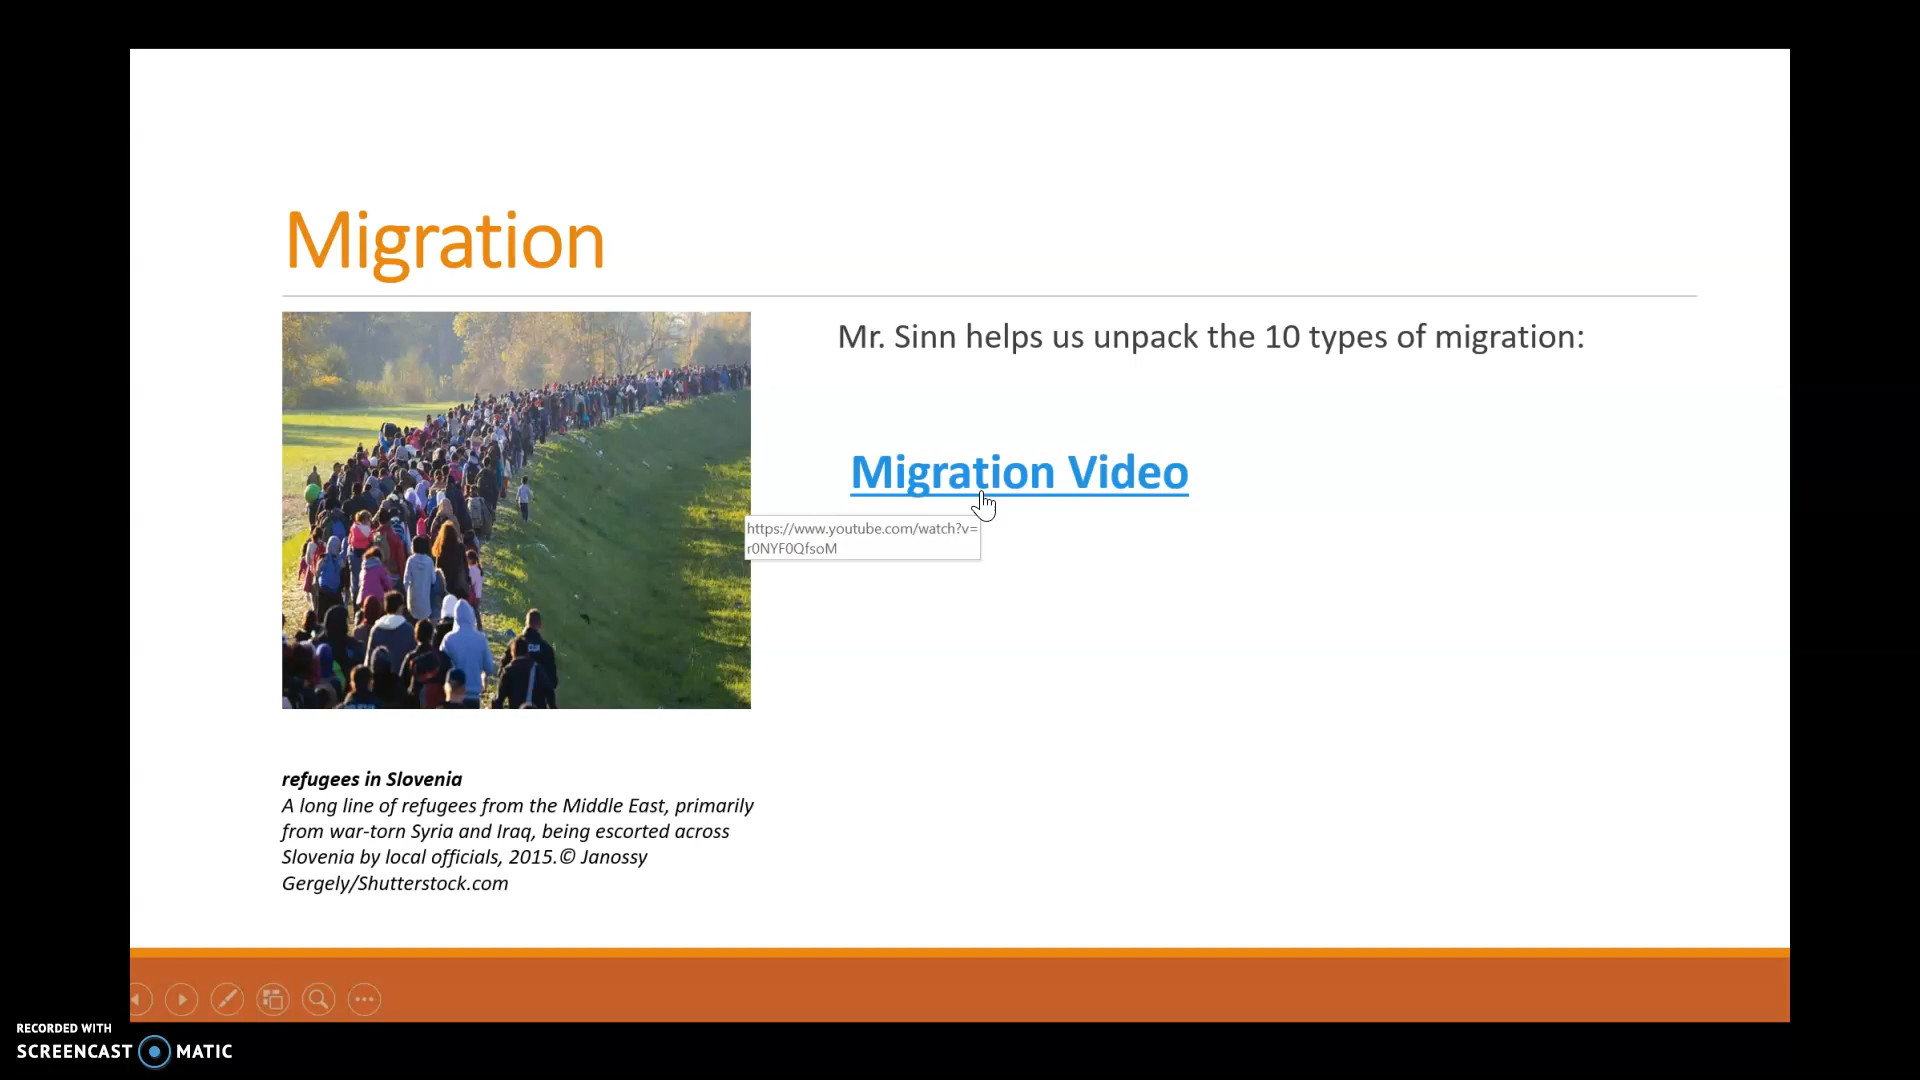 Migration
Mr. Sinn helps us unpack the 10 types of migration:
Migration Video
https://www.youtube.com/watch?v=
r0NYF0QfsoM
refugees in Slovenia
A long line of refugees from the Middle East, primarily
from war-torn Syria and Iraq, being escorted across
Slovenia by local officials, 2015.© Janossy
Gergely/Shutterstock.com
RECORDED WITH
SCREENCAST MATIC